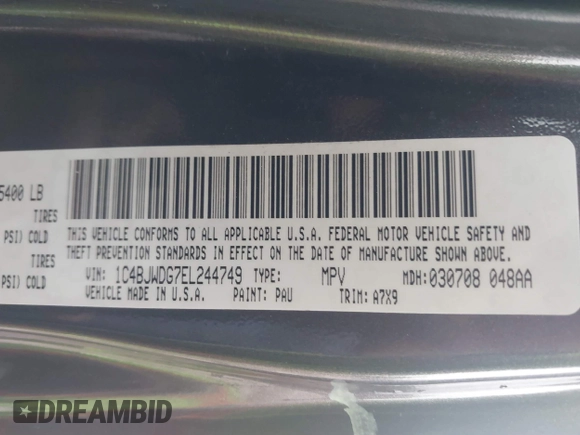 5400 LB
TIRES
PSI) COLD
TIRES
PSI) COLD
THIS VEHICLE CONFORMS TO ALL APPLICABLE U.S.A. FEDERAL MOTOR VEHICLE SAFETY AND
THEFT PREVENTION STANDARDS IN EFFECT ON THE DATE OF MANUFACTURE SHOWN ABOVE.
VIN: 1C4BJWDG7EL244749 TYPE: MPV MDH: 030708 048AA
VEHICLE MADE IN U.S.A. PAINT: PAU TRIM: A7X9
DREAMBID